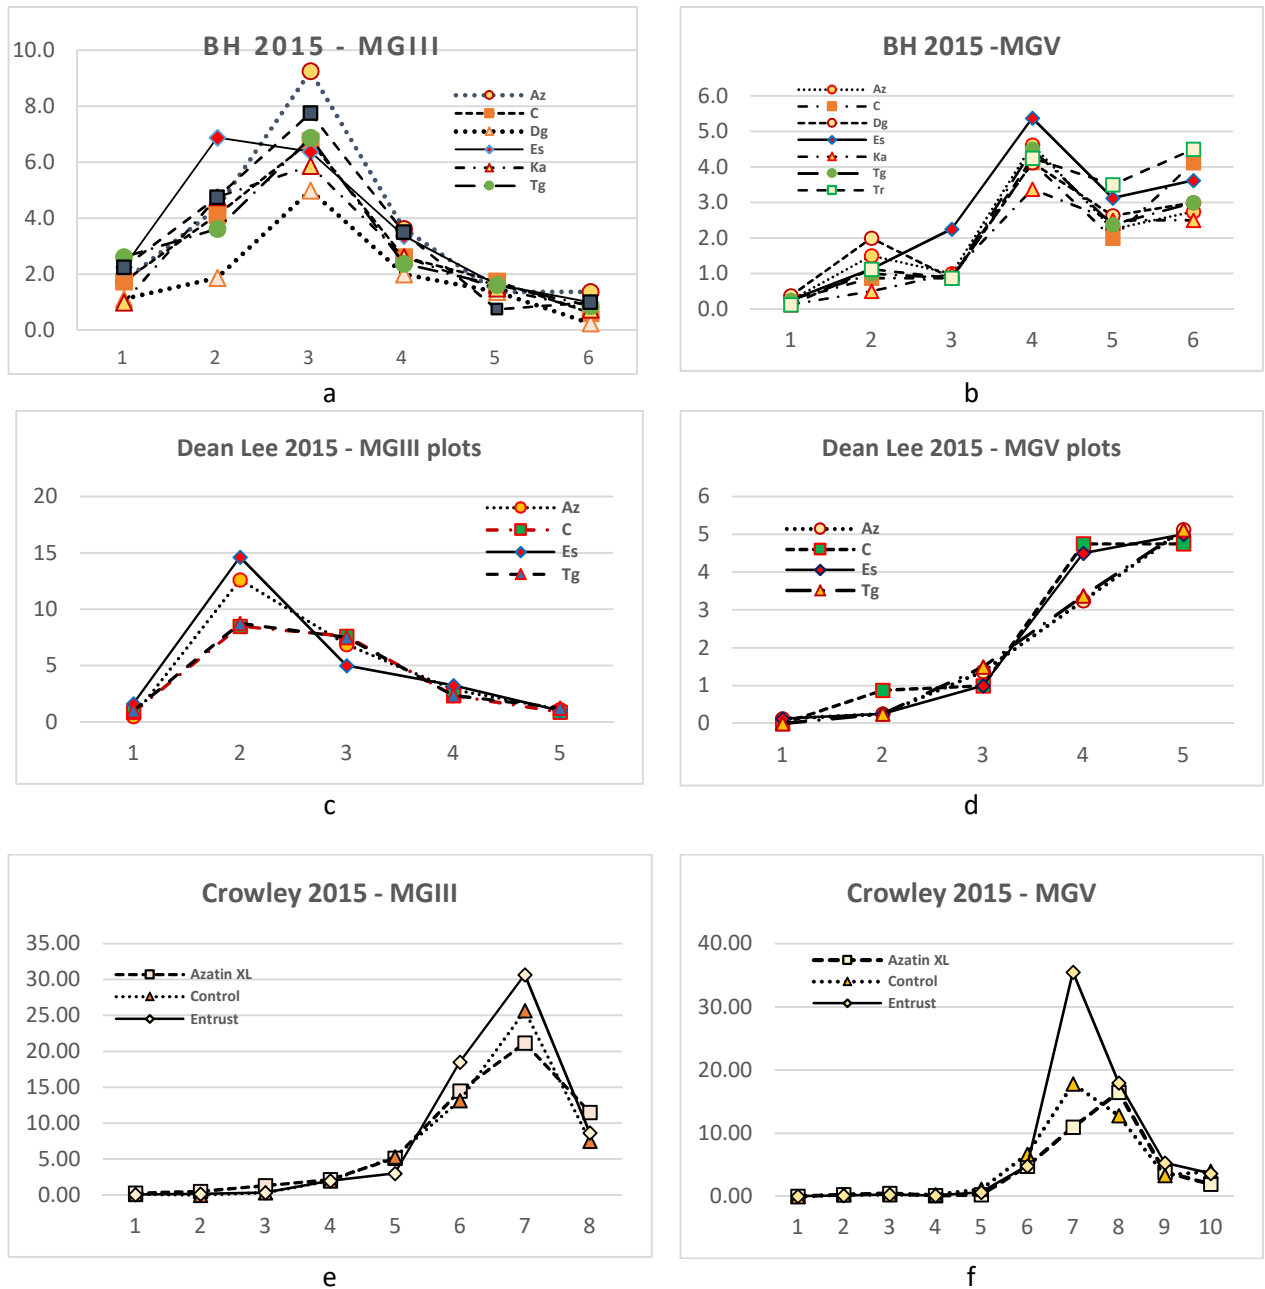 BH 2015 - MGIII
10.0
8.0
6.0
4.0
2.0
0.0
Az
C
Dg
Es
Ka
Tg
1 2 3 4 5 6
a
BH 2015 -MGV
6.0
5.0
4.0
3.0
2.0
1.0
0.0
Az
C
Dg
Es
Ka
Tg
Tr
1 2 3 4 5 6
b
Dean Lee 2015 - MGIII plots
20
15
10
5
0
Az
C
Es
Tg
1 2 3 4 5
c
Dean Lee 2015 - MGV plots
6
5
4
3
2
1
0
Az
C
Es
Tg
1 2 3 4 5
d
Crowley 2015 - MGIII
35.00
30.00
25.00
20.00
15.00
10.00
5.00
0.00
Azatin XL
Control
Entrust
1 2 3 4 5 6 7 8
e
Crowley 2015 - MGV
40.00
30.00
20.00
10.00
0.00
Azatin XL
Control
Entrust
1 2 3 4 5 6 7 8 9 10
f